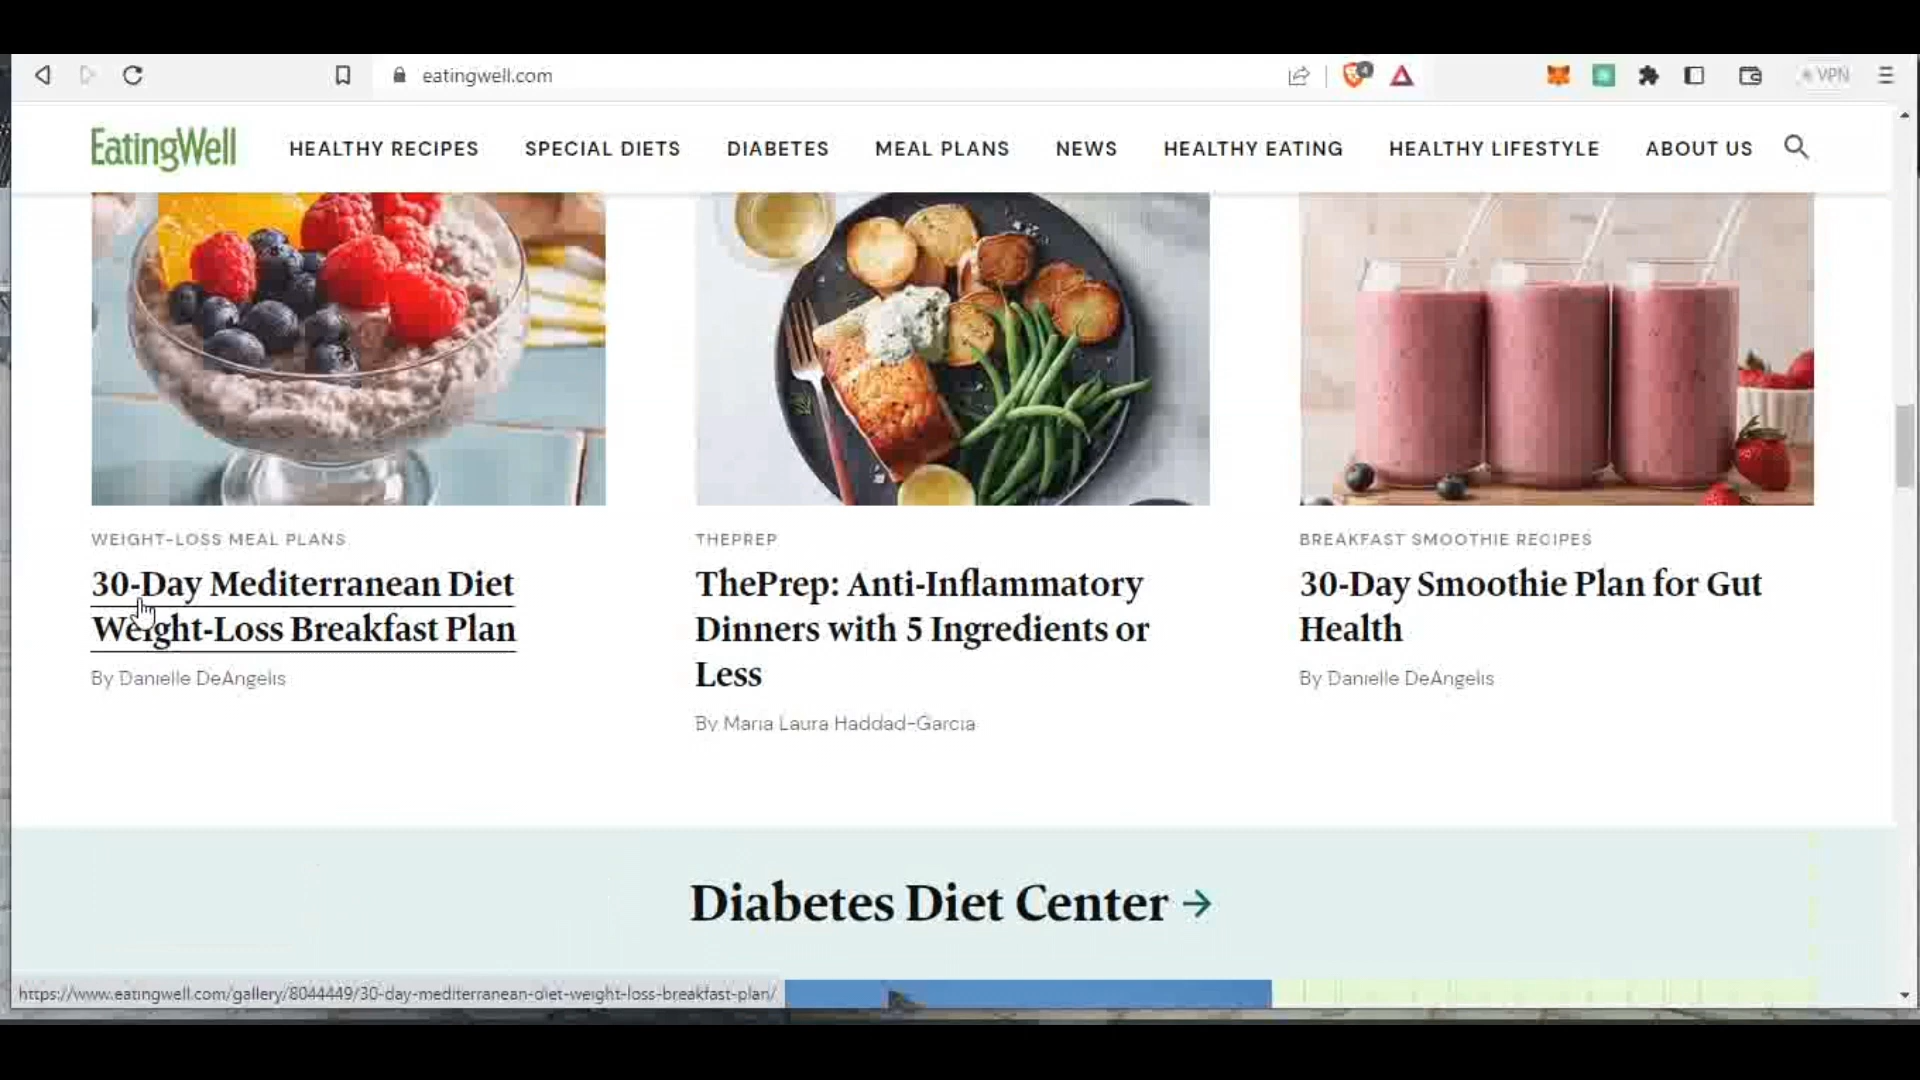 eatingwell.com
4
VPN
EatingWell
HEALTHY RECIPES
SPECIAL DIETS
DIABETES
MEAL PLANS
NEWS
HEALTHY EATING
HEALTHY LIFESTYLE
ABOUT US
WEIGHT-LOSS MEAL PLANS
30-Day Mediterranean Diet
Weight-Loss Breakfast Plan
By Danielle DeAngelis
THEPREP
ThePrep: Anti-Inflammatory
Dinners with 5 Ingredients or
Less
By Maria Laura Haddad-Garcia
BREAKFAST SMOOTHIE RECIPES
30-Day Smoothie Plan for Gut
Health
By Danielle DeAngelis
Diabetes Diet Center →
https://www.eatingwell.com/gallery/8044449/30-day-mediterranean-diet-weight-loss-breakfast-plan/